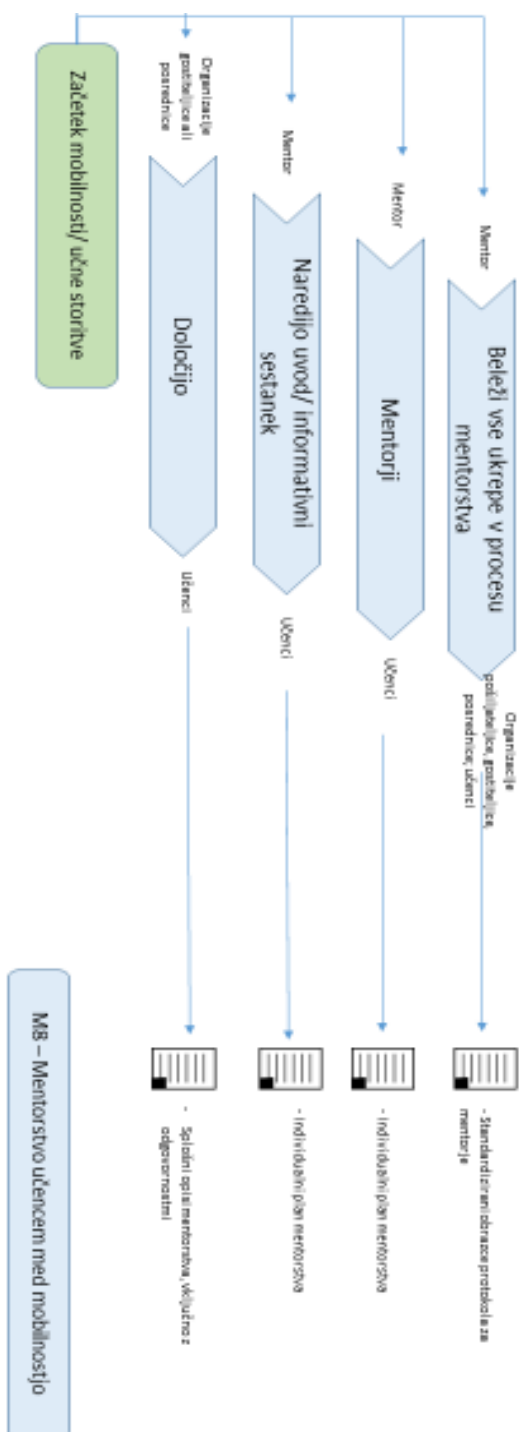 M8 – Mentorstvo učencem med mobilnostjo
Začetek mobilnosti/ učne storitve
Organizacije
gostiteljice ali
posrednice
Določijo
Učenci
- Splošni opisi mentorstva, vključno z
odgovornostmi
Mentor
Naredijo uvod/ informativni
sestanek
Učenci
- Individualni plan mentorstva
Mentor
Mentorji
Učenci
- Individualni plan mentorstva
Mentor
Beleži vse ukrepe v procesu
mentorstva
Organizacije
pošiljateljice, gostiteljice,
posrednice, učenci
- Standardizirani obrazec protokola za
mentorje